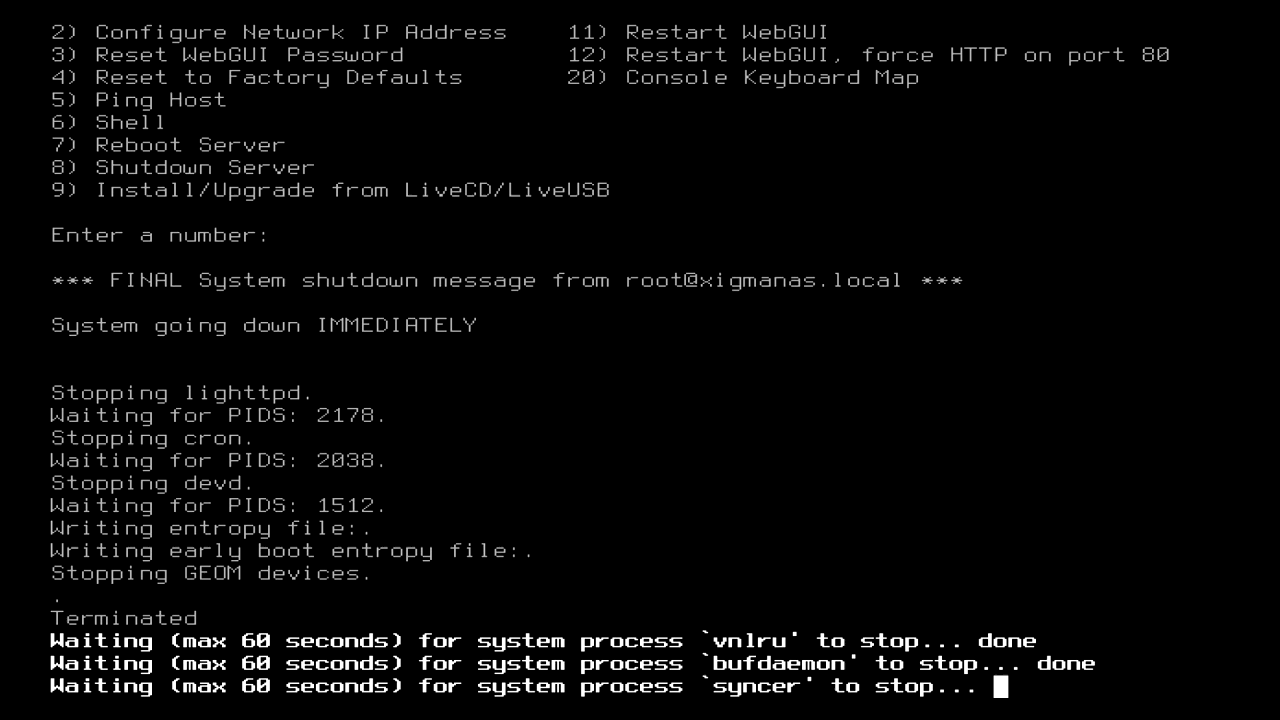 2) Configure Network IP Address    11) Restart WebGUI
3) Reset WebGUI Password           12) Restart WebGUI, force HTTP on port 80
4) Reset to Factory Defaults       20) Console Keyboard Map
5) Ping Host
6) Shell
7) Reboot Server
8) Shutdown Server
9) Install/Upgrade from LiveCD/LiveUSB
Enter a number:
*** FINAL System shutdown message from root@xigmanas.local ***
System going down IMMEDIATELY
Stopping lighttpd.
Waiting for PIDS: 2178.
Stopping cron.
Waiting for PIDS: 2038.
Stopping devd.
Waiting for PIDS: 1512.
Writing entropy file:.
Writing early boot entropy file:.
Stopping GEOM devices.
.
Terminated
Waiting (max 60 seconds) for system process `vnlru' to stop... done
Waiting (max 60 seconds) for system process `bufdaemon' to stop... done
Waiting (max 60 seconds) for system process `syncer' to stop...